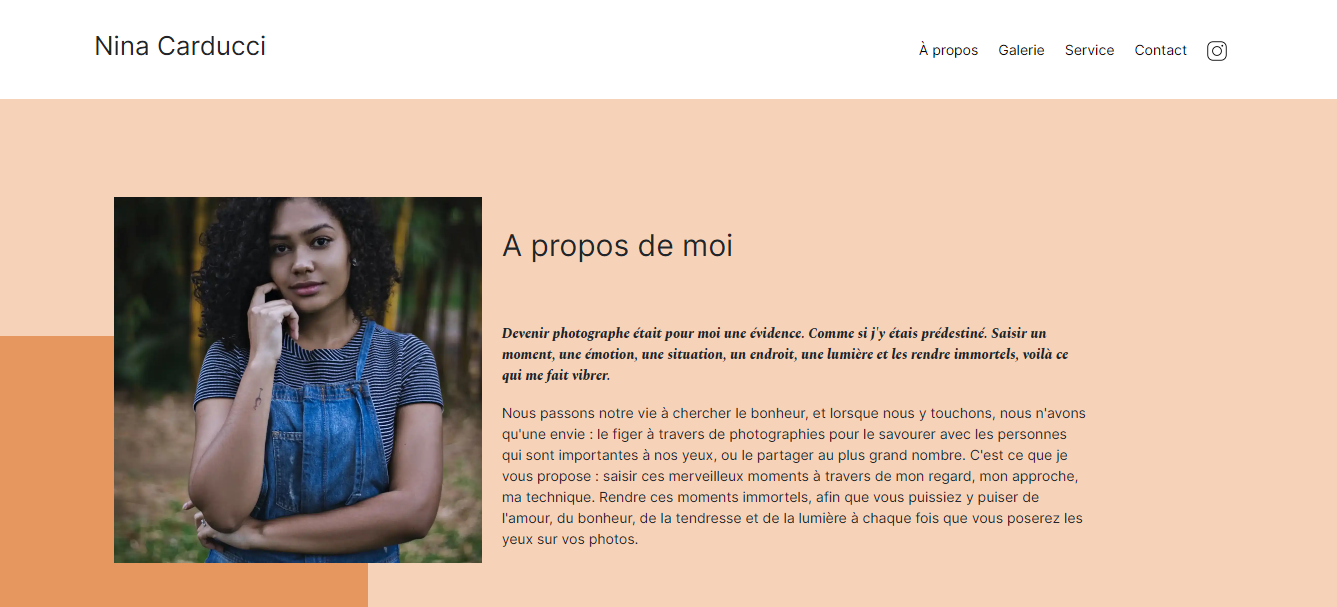 Nina Carducci
À propos Galerie Service Contact
A propos de moi
Devenir photographe était pour moi une évidence. Comme si j'y étais prédestiné. Saisir un
moment, une émotion, une situation, un endroit, une lumière et les rendre immortels, voilà ce
qui me fait vibrer.
Nous passons notre vie à chercher le bonheur, et lorsque nous y touchons, nous n'avons
qu'une envie : le figer à travers de photographies pour le savourer avec les personnes
qui sont importantes à nos yeux, ou le partager au plus grand nombre. C'est ce que je
vous propose : saisir ces merveilleux moments à travers de mon regard, mon approche,
ma technique. Rendre ces moments immortels, afin que vous puissiez y puiser de
l'amour, du bonheur, de la tendresse et de la lumière à chaque fois que vous poserez les
yeux sur vos photos.